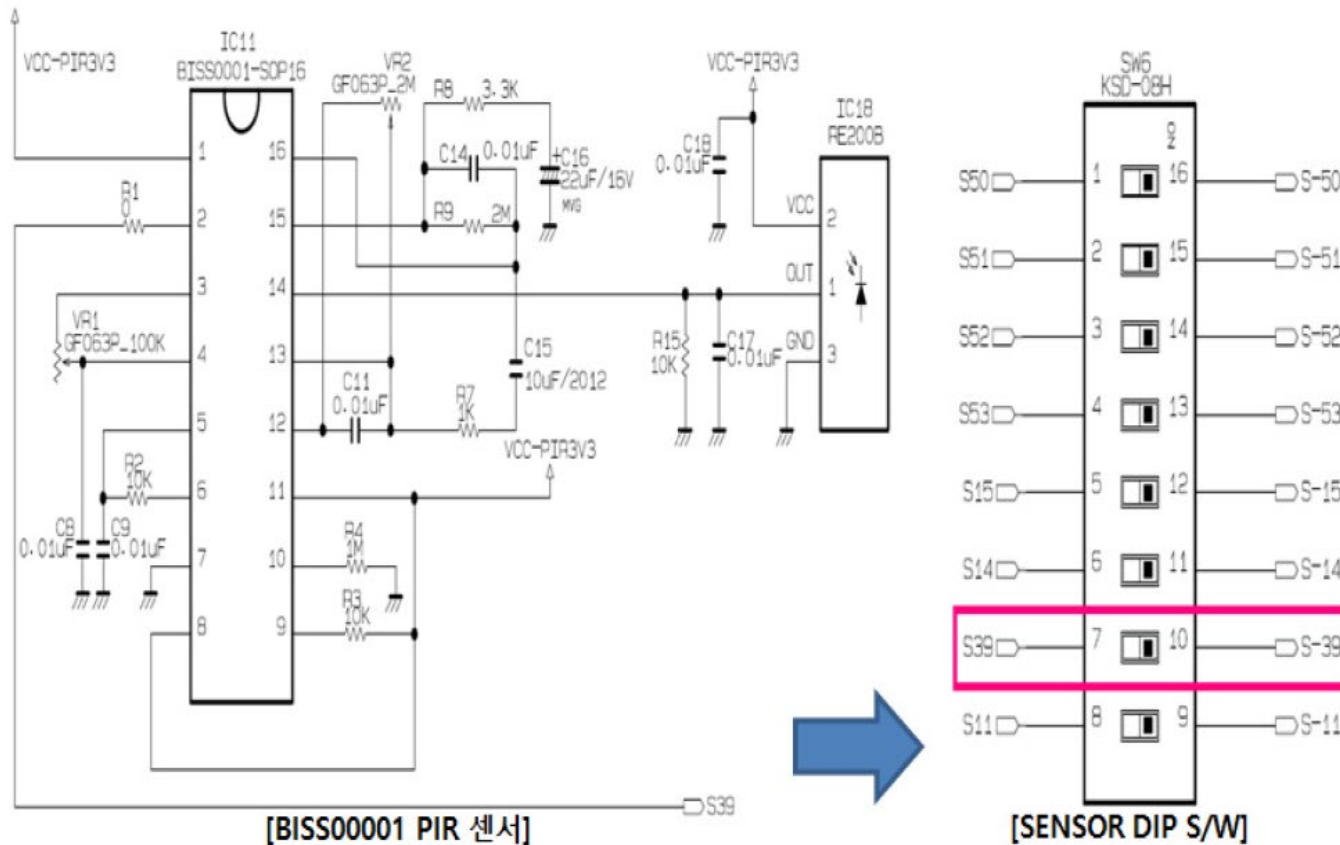 VCC-PIR3V3
IC11
BISS0001-SOP16
VR2
GF063P_2M
R8
3.3K
C14
0.01uF
+C16
22uF/16V
MVG
R9
2M
1
16
R1
0
2
15
3
14
VR1
GF063P_100K
4
13
C15
10uF/2012
C11
0.01uF
R7
1K
5
12
VCC-PIR3V3
R2
10K
6
11
C8
0.01uF
C9
0.01uF
R4
1M
7
10
R3
10K
8
9
S39
[BISS00001 PIR 센서]
VCC-PIR3V3
C18
0.01uF
IC18
RE200B
VCC
2
OUT
1
GND
3
R15
10K
C17
0.01uF
SW6
KSD-08H
ON
S50 1 16 S-50
S51 2 15 S-51
S52 3 14 S-52
S53 4 13 S-53
S15 5 12 S-15
S14 6 11 S-14
S39 7 10 S-39
S11 8 9 S-11
[SENSOR DIP S/W]